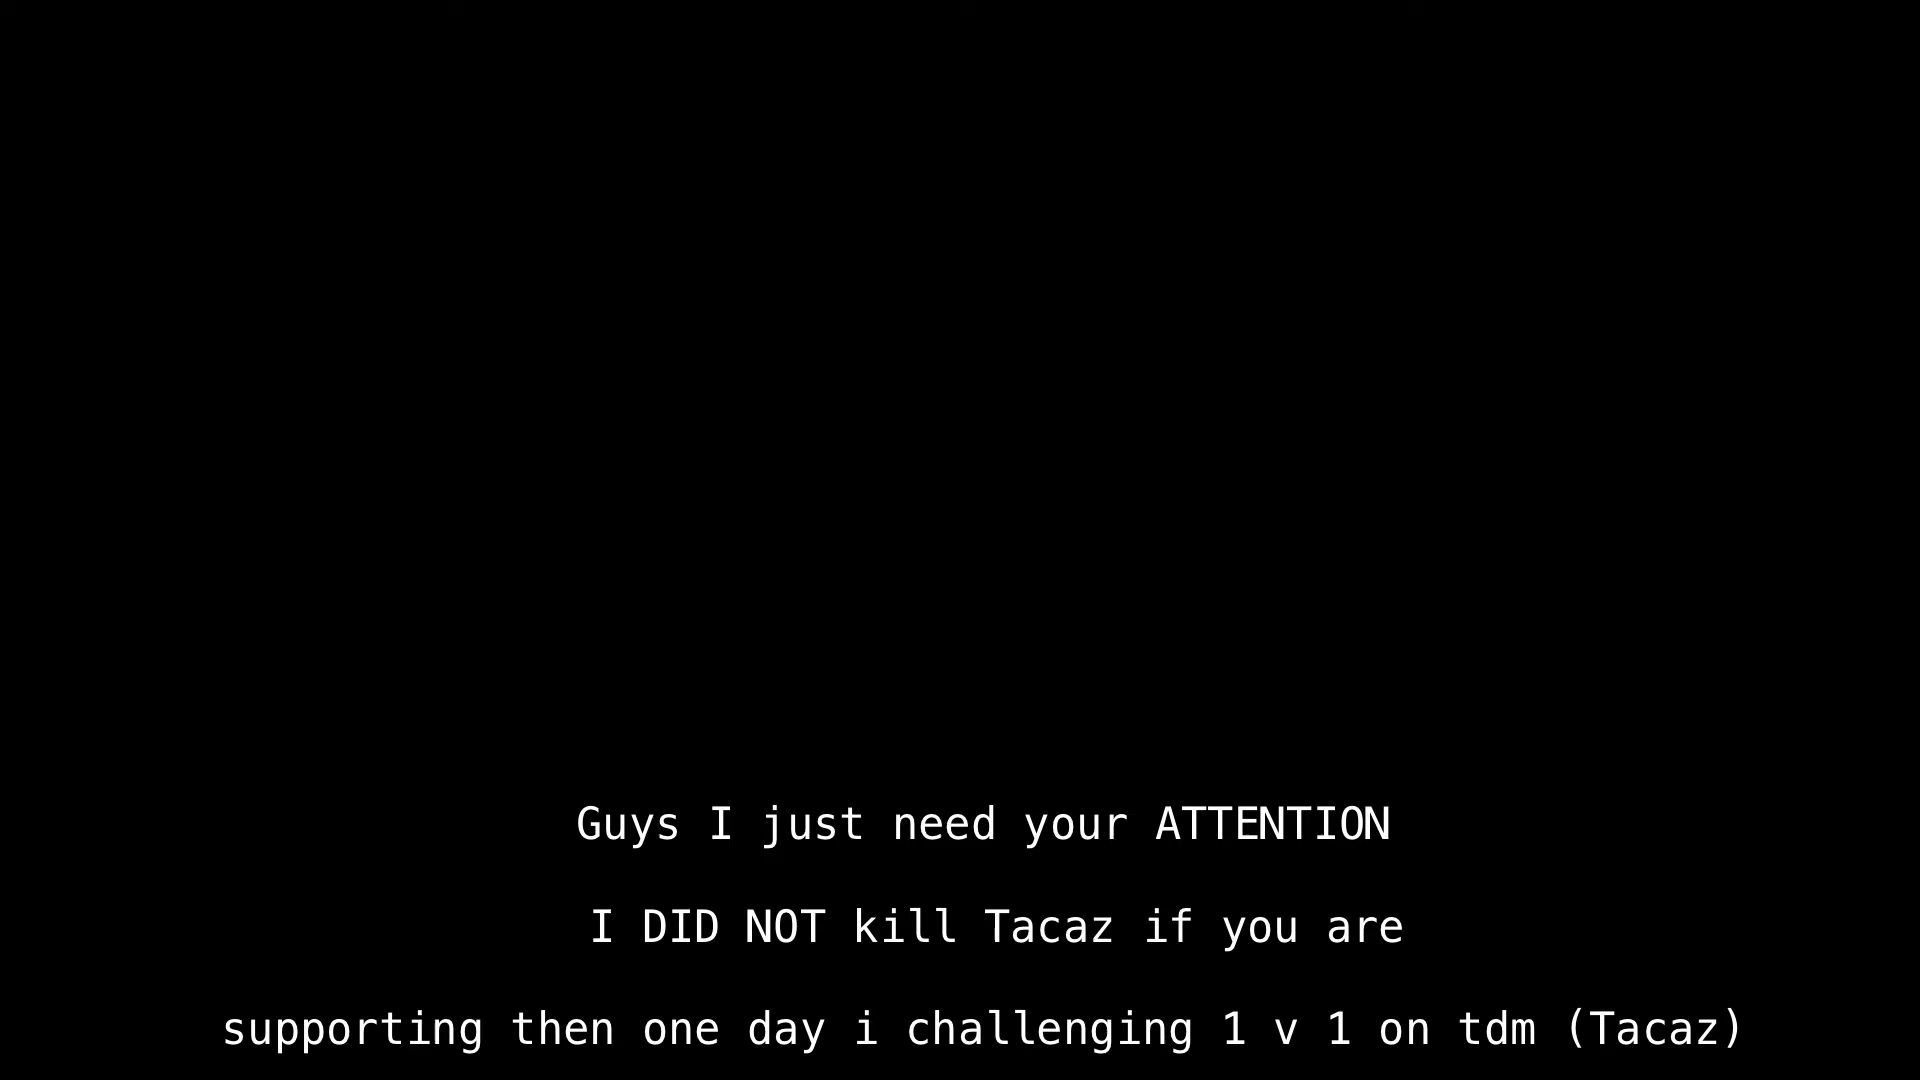 Guys I just need your ATTENTION
I DID NOT kill Tacaz if you are
supporting then one day i challenging 1 v 1 on tdm (Tacaz)